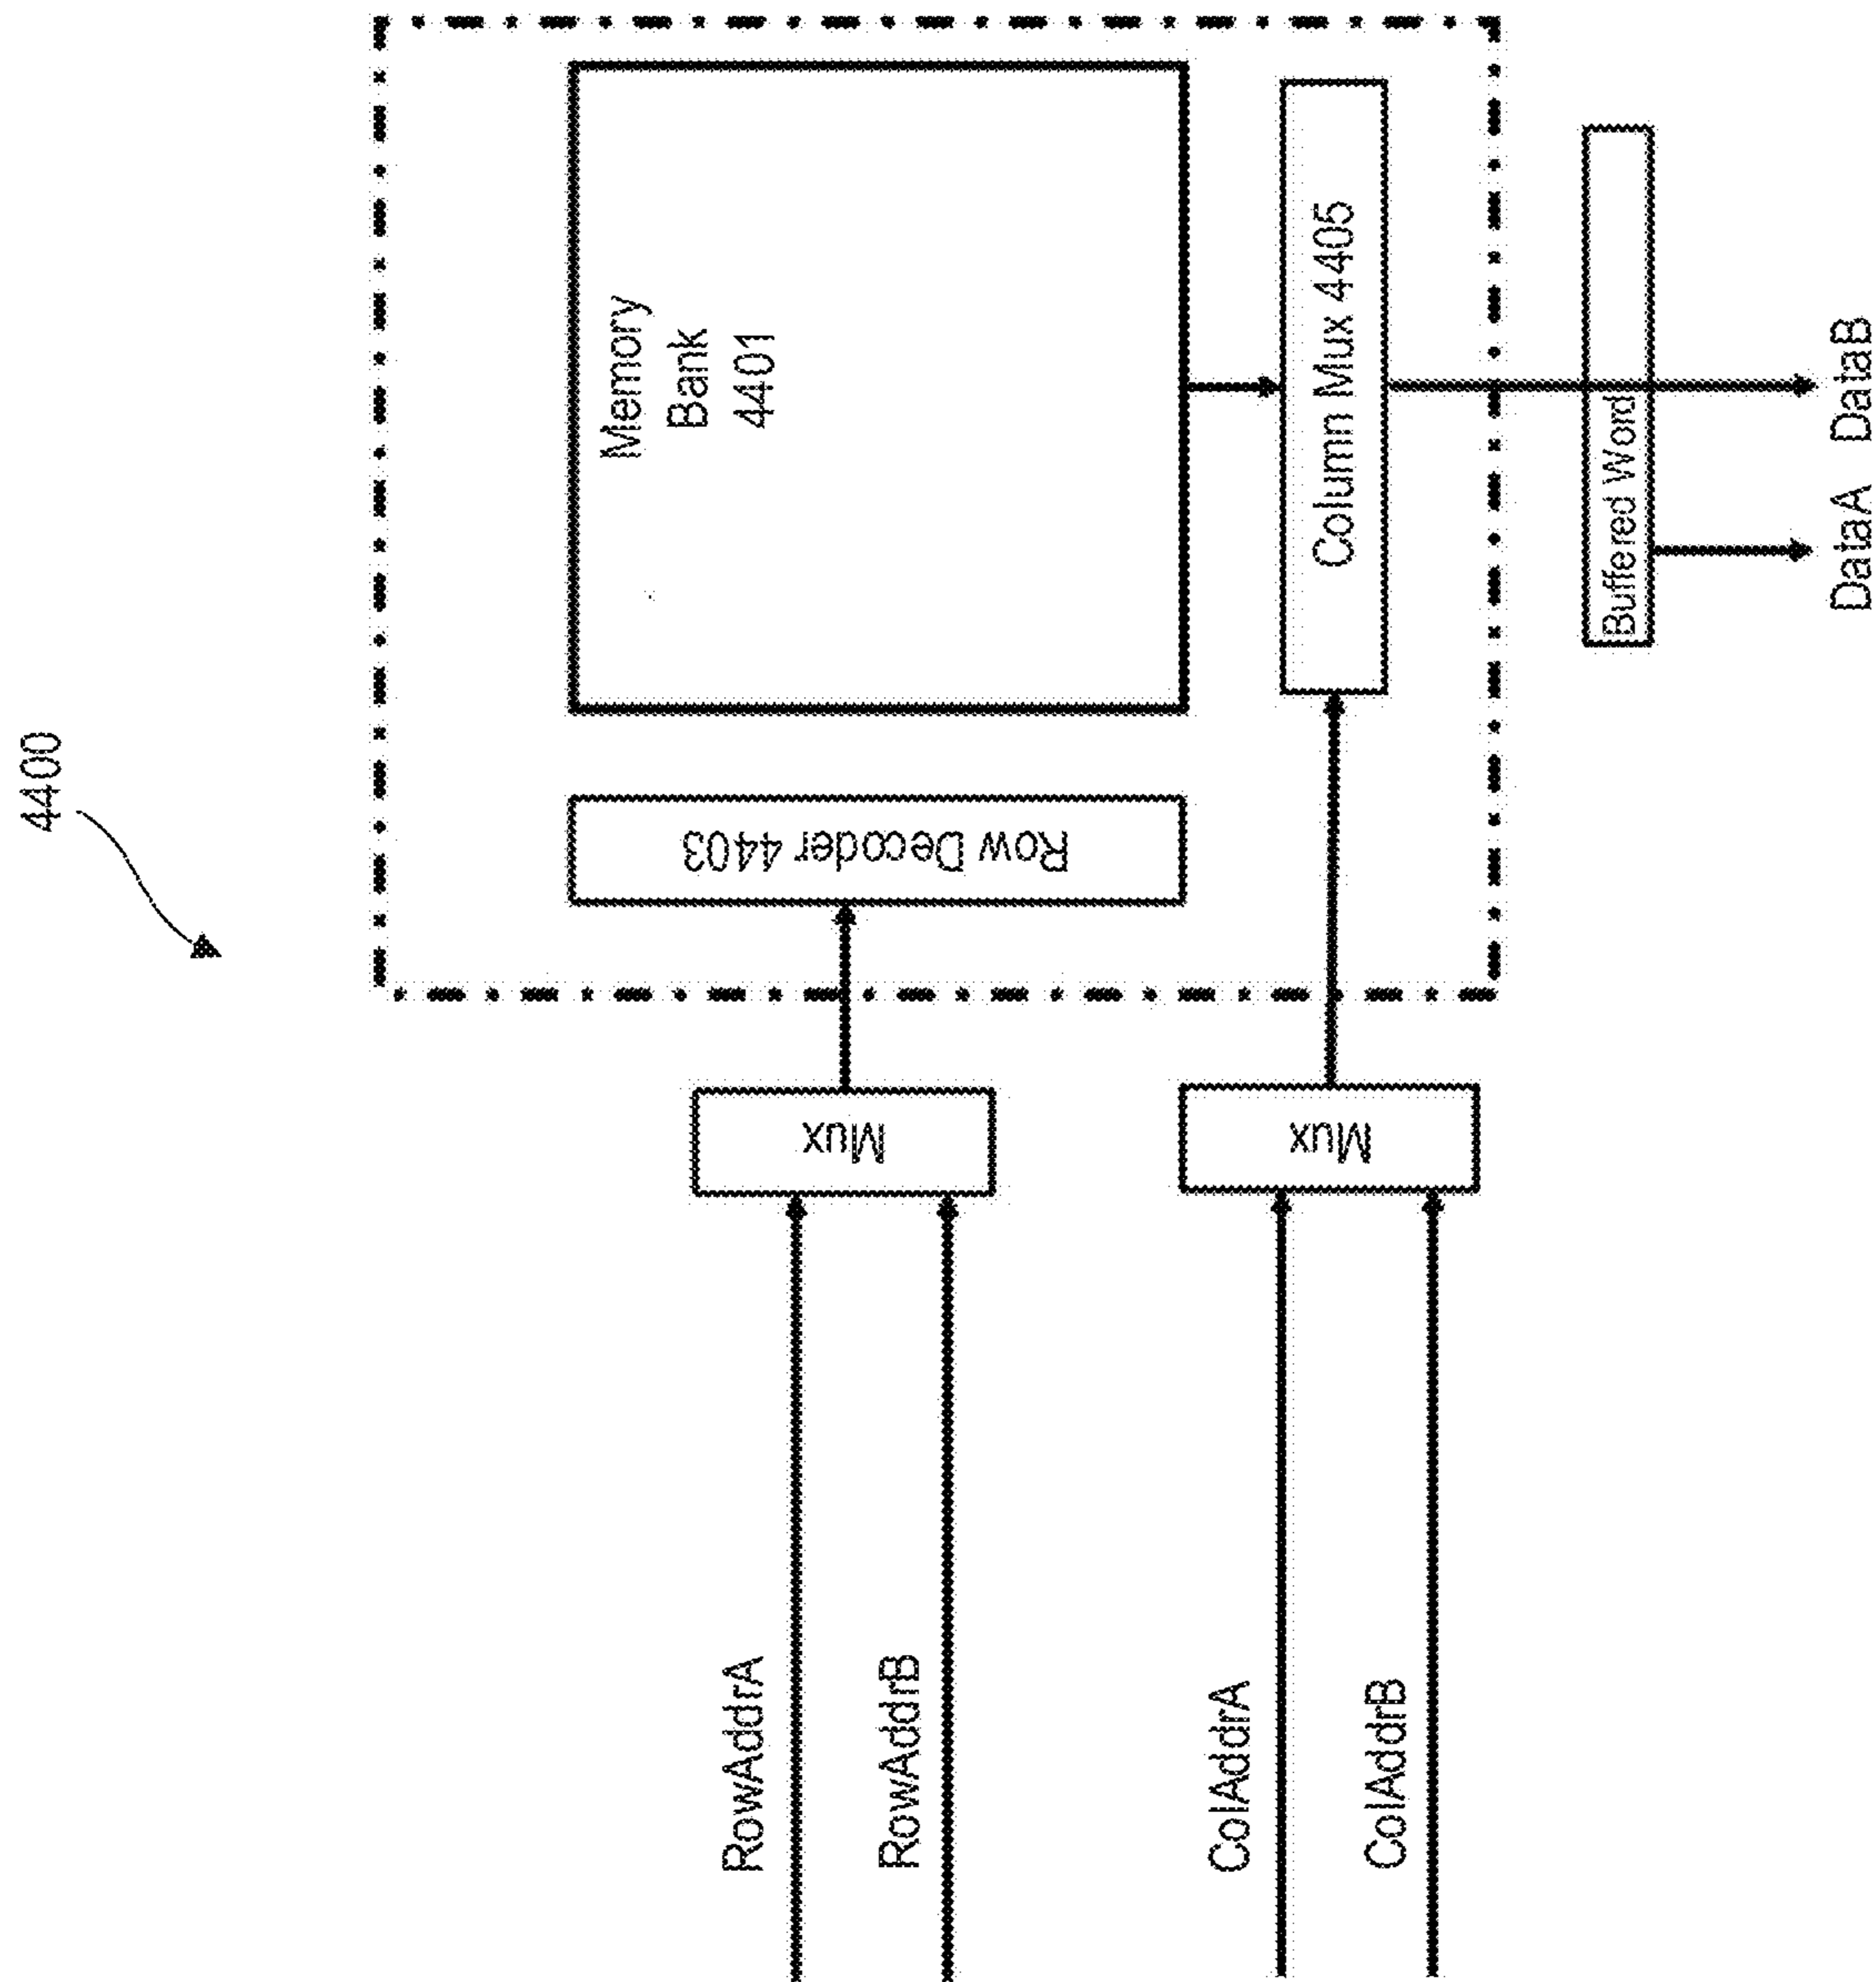 4400
Memory
Bank
4401
Row Decoder 4403
Column Mux 4405
Mux
Mux
RowAddrA
RowAddrB
ColAddrA
ColAddrB
Buffered Word
DataA
DataB